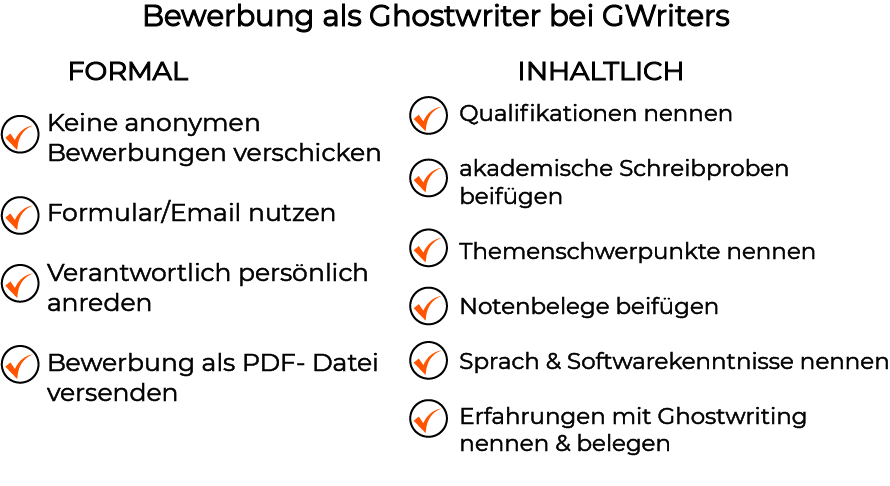 Bewerbung als Ghostwriter bei GWriters
FORMAL
Keine anonymen
Bewerbungen verschicken
Formular/Email nutzen
Verantwortlich persönlich
anreden
Bewerbung als PDF- Datei
versenden
INHALTLICH
Qualifikationen nennen
akademische Schreibproben
beifügen
Themenschwerpunkte nennen
Notenbelege beifügen
Sprach & Softwarekenntnisse nennen
Erfahrungen mit Ghostwriting
nennen & belegen